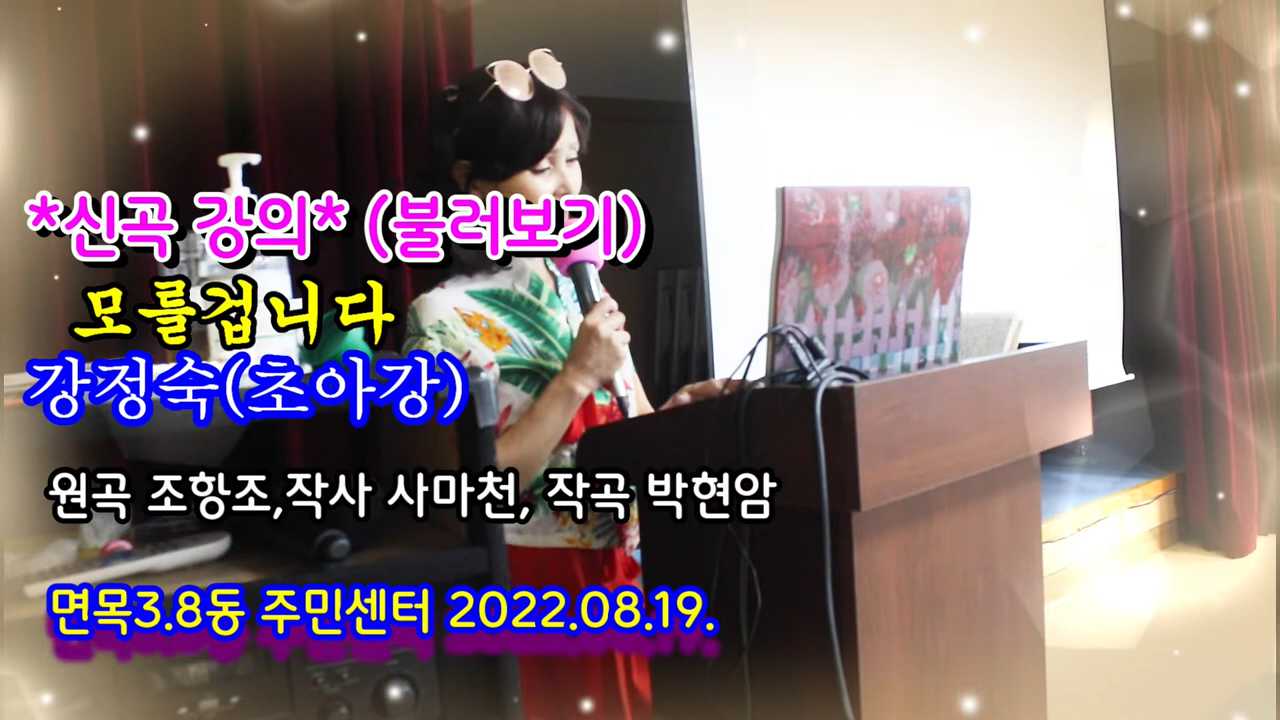 *신곡 강의* (불러보기)
모를겁니다
강정숙(초아강)
원곡 조항조,작사 사마천, 작곡 박현암
면목3.8동 주민센터 2022.08.19.